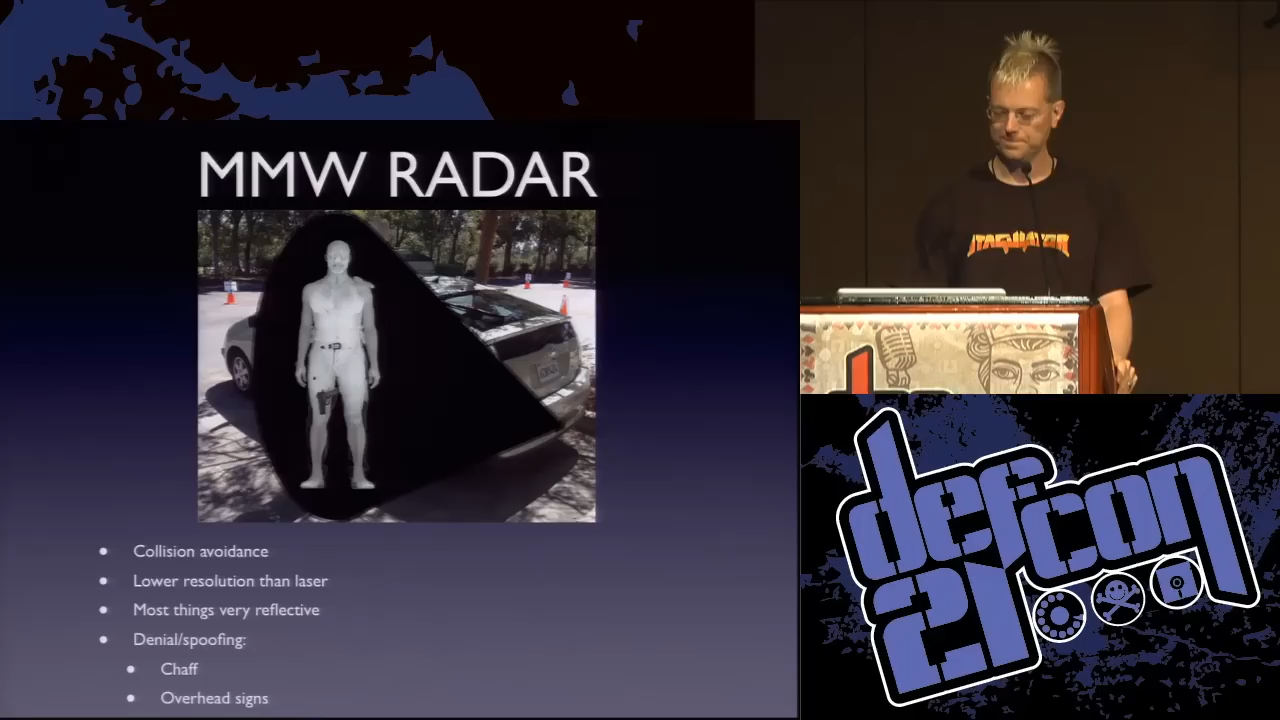 MMW RADAR
Collision avoidance
Lower resolution than laser
Most things very reflective
Denial/spoofing:
Chaff
Overhead signs
defcon
21